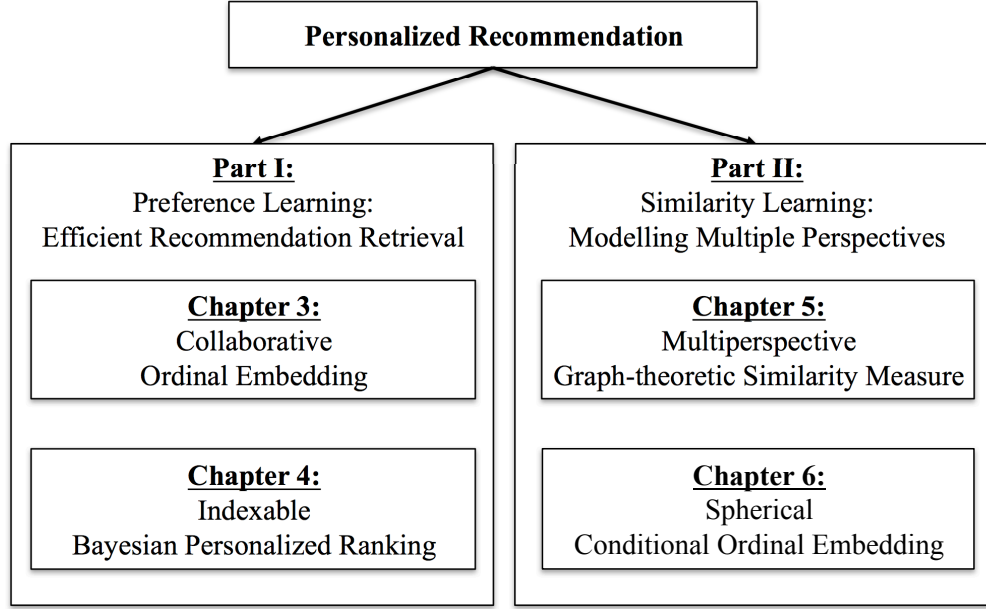 Personalized Recommendation
Part I:
Preference Learning:
Efficient Recommendation Retrieval
Chapter 3:
Collaborative
Ordinal Embedding
Chapter 4:
Indexable
Bayesian Personalized Ranking
Part II:
Similarity Learning:
Modelling Multiple Perspectives
Chapter 5:
Multiperspective
Graph-theoretic Similarity Measure
Chapter 6:
Spherical
Conditional Ordinal Embedding